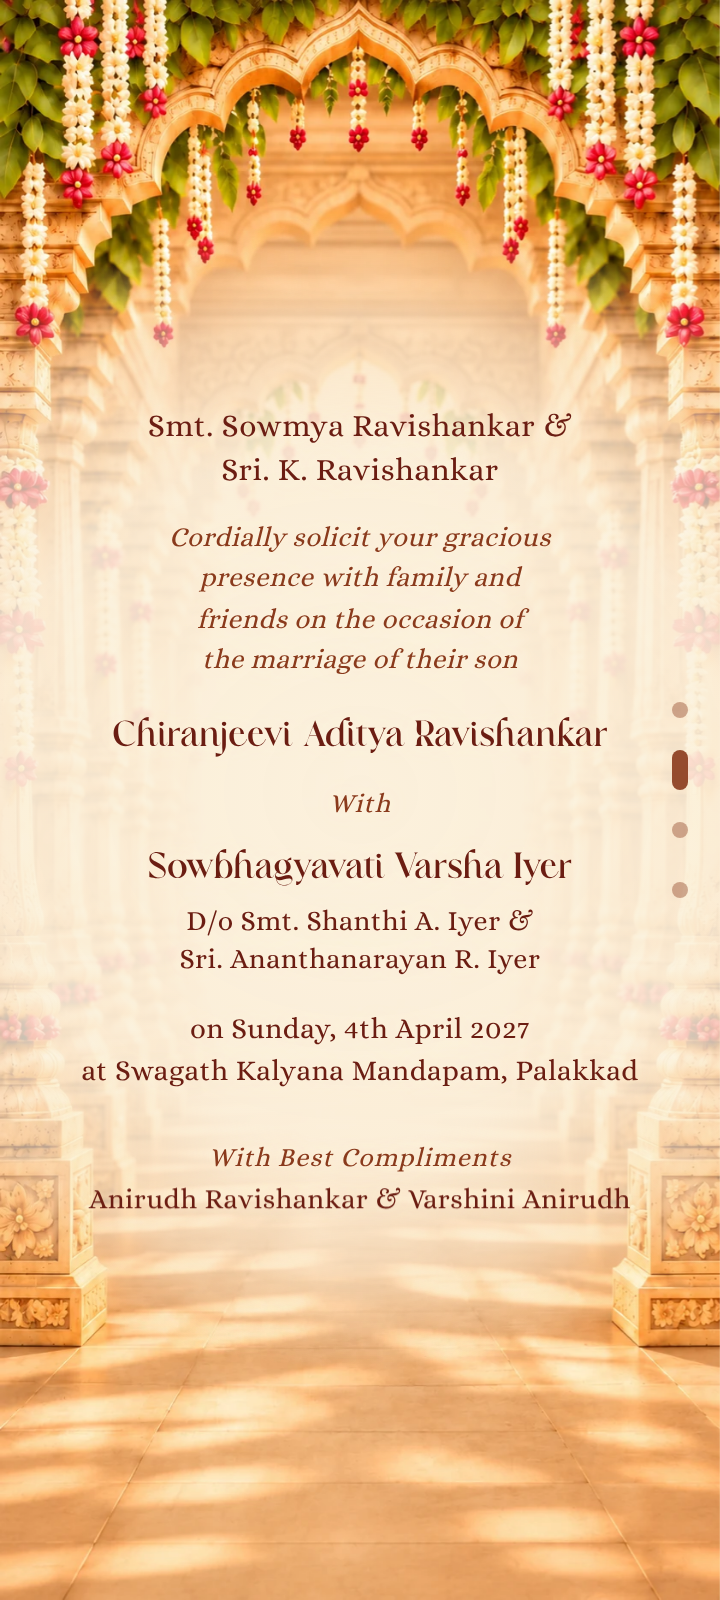 Smt. Sowmya Ravishankar &
Sri. K. Ravishankar
Cordially solicit your gracious
presence with family and
friends on the occasion of
the marriage of their son
Chiranjeevi Aditya Ravishankar
With
Sowbhagyavati Varsha Iyer
D/o Smt. Shanthi A. Iyer &
Sri. Ananthanarayan R. Iyer
on Sunday, 4th April 2027
at Swagath Kalyana Mandapam, Palakkad
With Best Compliments
Anirudh Ravishankar & Varshini Anirudh